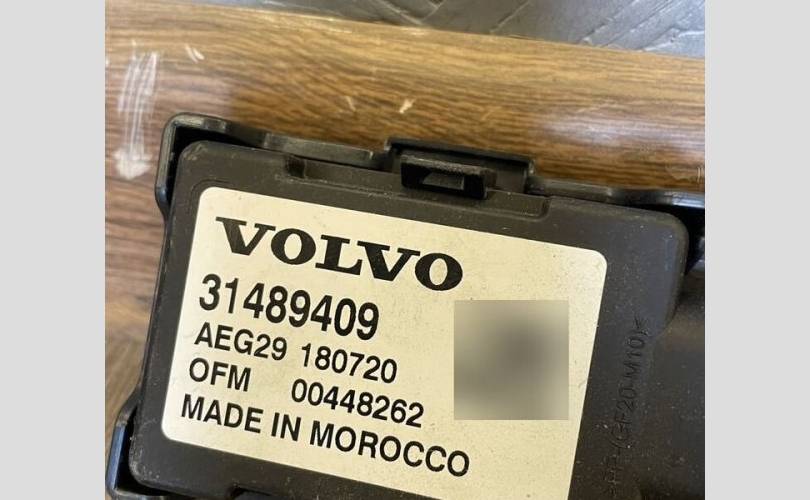 VOLVO
31489409
AEG29 180720
OFM 00448262
MADE IN MOROCCO